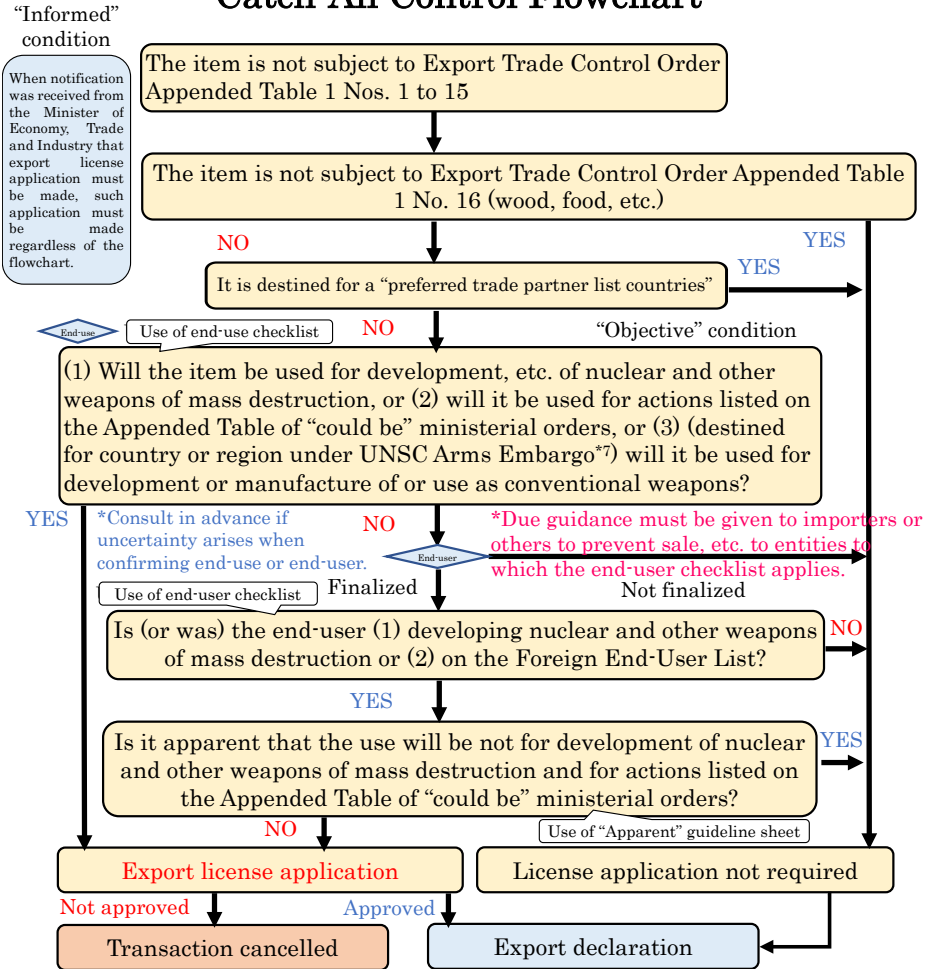 Catch-All Control Flowchart
“Informed”
condition
When notification
was received from
the Minister of
Economy, Trade
and Industry that
export license
application must
be made, such
application must
be made
regardless of the
flowchart.
The item is not subject to Export Trade Control Order
Appended Table 1 Nos. 1 to 15
The item is not subject to Export Trade Control Order Appended Table
1 No. 16 (wood, food, etc.)
NO
YES
It is destined for a “preferred trade partner list countries”
YES
End-use
Use of end-use checklist
NO
“Objective” condition
(1) Will the item be used for development, etc. of nuclear and other
weapons of mass destruction, or (2) will it be used for actions listed on
the Appended Table of “could be” ministerial orders, or (3) (destined
for country or region under UNSC Arms Embargo*7) will it be used for
development or manufacture of or use as conventional weapons?
YES
*Consult in advance if
uncertainty arises when
confirming end-use or end-user.
NO
*Due guidance must be given to importers or
others to prevent sale, etc. to entities to
which the end-user checklist applies.
End-user
Use of end-user checklist
Finalized
Not finalized
Is (or was) the end-user (1) developing nuclear and other weapons
of mass destruction or (2) on the Foreign End-User List?
NO
YES
Is it apparent that the use will be not for development of nuclear
and other weapons of mass destruction and for actions listed on
the Appended Table of “could be” ministerial orders?
YES
NO
Use of “Apparent” guideline sheet
Export license application
License application not required
Not approved
Approved
Transaction cancelled
Export declaration